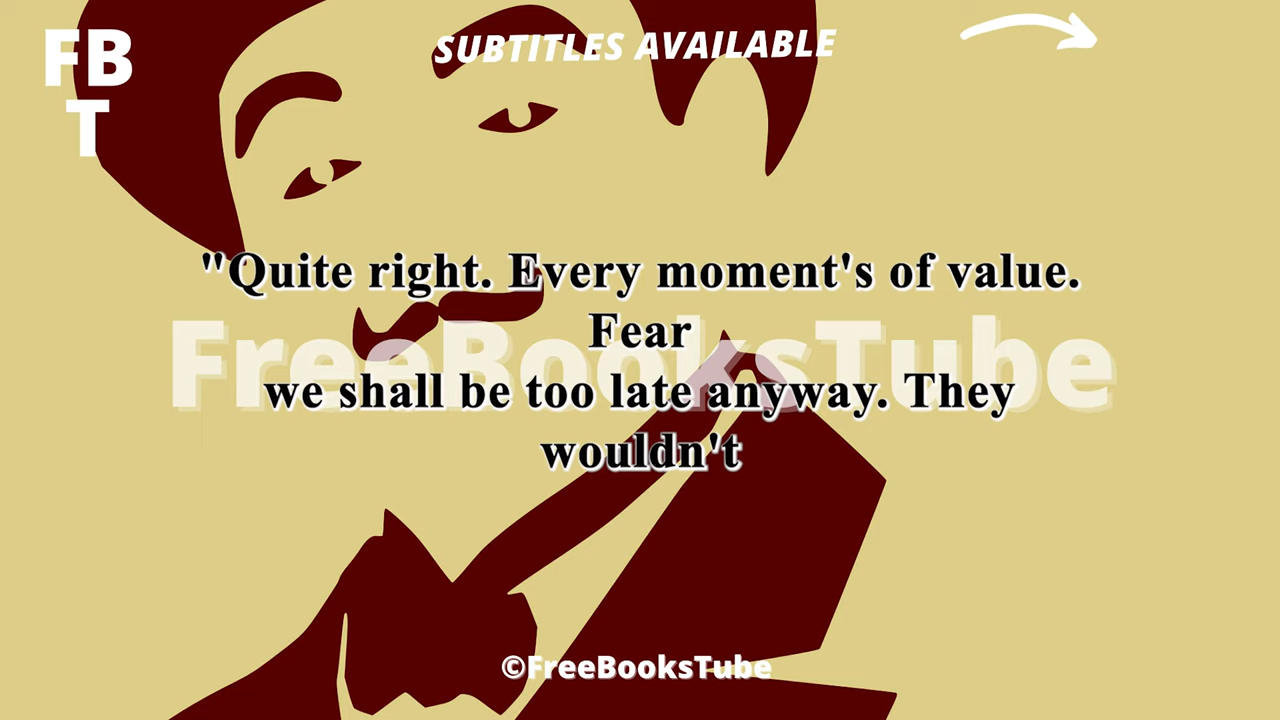 FB
T
SUBTITLES AVAILABLE
"Quite right. Every moment's of value.
Fear
we shall be too late anyway. They
wouldn't
FreeBooksTube
©FreeBooksTube